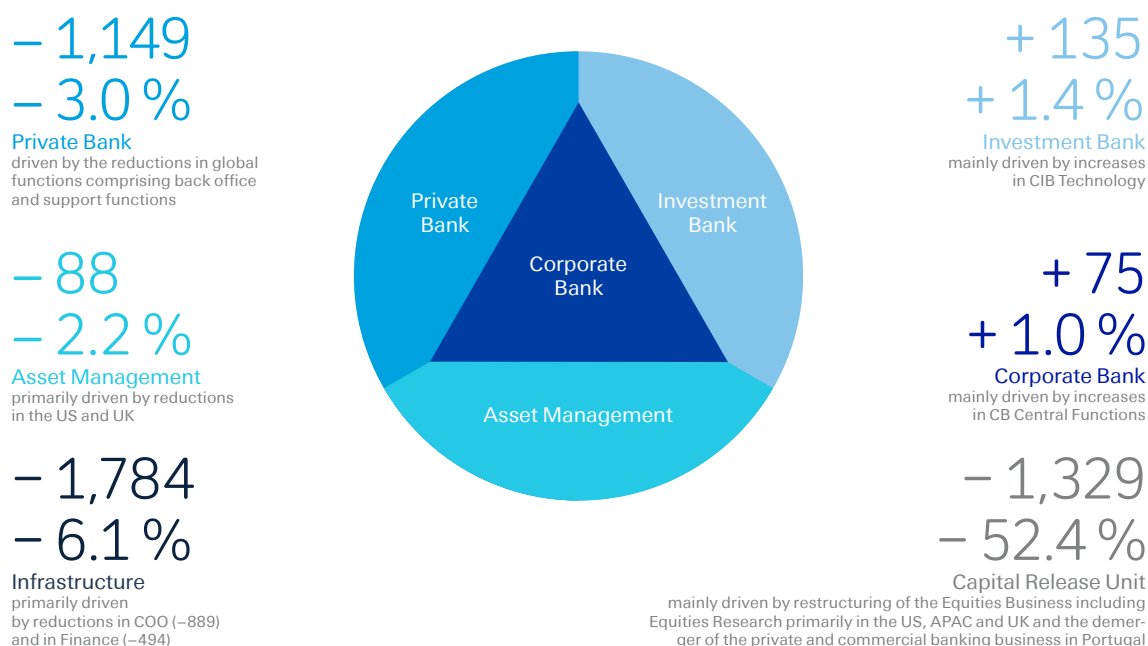 – 1,149
– 3.0 %
Private Bank
driven by the reductions in global
functions comprising back office
and support functions
– 88
– 2.2 %
Asset Management
primarily driven by reductions
in the US and UK
– 1,784
– 6.1 %
Infrastructure
primarily driven
by reductions in COO (–889)
and in Finance (–494)
Private
Bank
Investment
Bank
Corporate
Bank
Asset Management
+ 135
+ 1.4 %
Investment Bank
mainly driven by increases
in CIB Technology
+ 75
+ 1.0 %
Corporate Bank
mainly driven by increases
in CB Central Functions
– 1,329
– 52.4 %
Capital Release Unit
mainly driven by restructuring of the Equities Business including
Equities Research primarily in the US, APAC and UK and the demer-
ger of the private and commercial banking business in Portugal